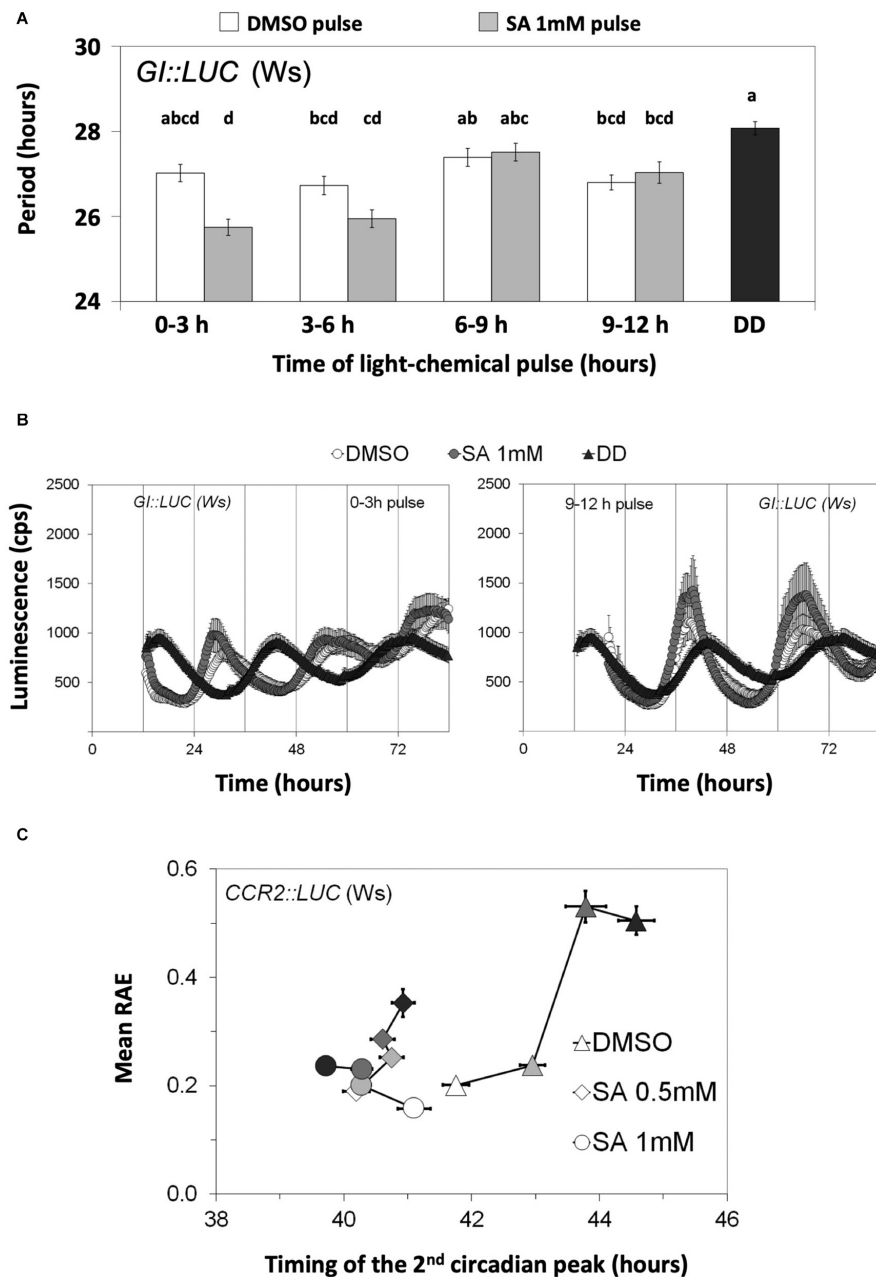 A
DMSO pulse SA 1mM pulse
GI::LUC (Ws)
Period (hours)
30
28
26
24
abcd d bcd cd ab abc bcd bcd a
0-3 h 3-6 h 6-9 h 9-12 h DD
Time of light-chemical pulse (hours)
B
DMSO SA 1mM DD
Luminescence (cps)
2500
2000
1500
1000
500
GI::LUC (Ws) 0-3h pulse
0 24 48 72
Time (hours)
2500
2000
1500
1000
500
9-12 h pulse GI::LUC (Ws)
0 24 48 72
Time (hours)
C
CCR2::LUC (Ws)
Mean RAE
0.6
0.4
0.2
0.0
DMSO
SA 0.5mM
SA 1mM
38 40 42 44 46
Timing of the 2nd circadian peak (hours)